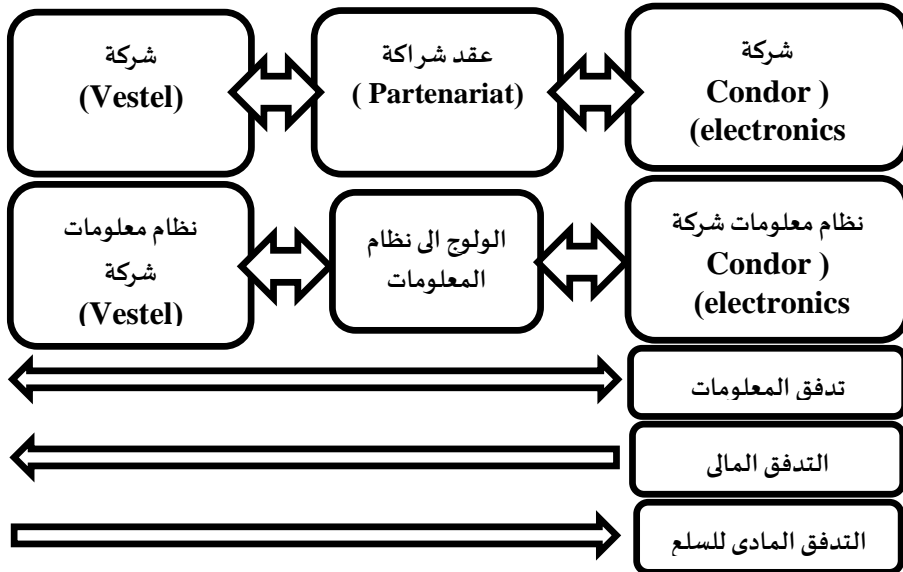 شركة
Condor )
(electronics
عقد شراكة
( Partenariat)
شركة
(Vestel)
نظام معلومات شركة
Condor )
(electronics
الولوج الى نظام
المعلومات
نظام معلومات
شركة
(Vestel)
تدفق المعلومات
التدفق المالى
التدفق المادى للسلع